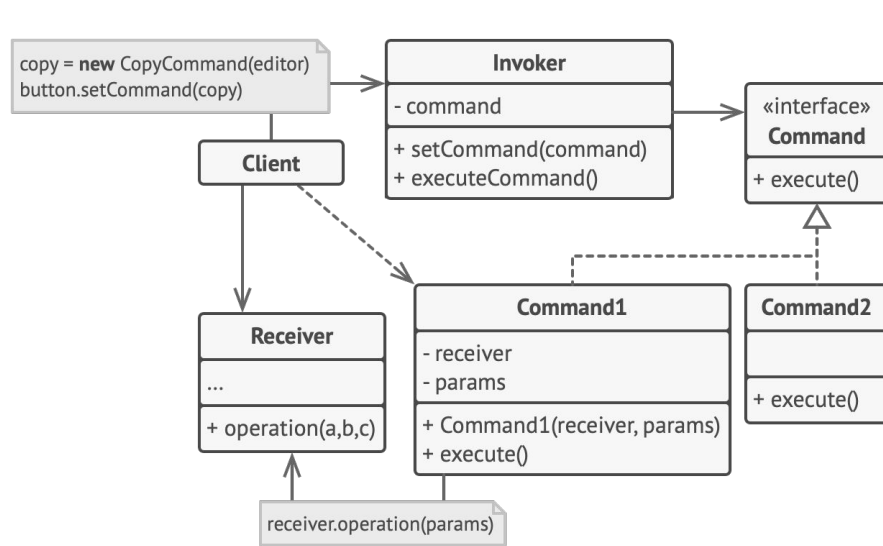 copy = new CopyCommand(editor)
button.setCommand(copy)
Client
Invoker
- command
+ setCommand(command)
+ executeCommand()
«interface»
Command
+ execute()
Receiver
...
+ operation(a,b,c)
Command1
- receiver
- params
+ Command1(receiver, params)
+ execute()
Command2
+ execute()
receiver.operation(params)